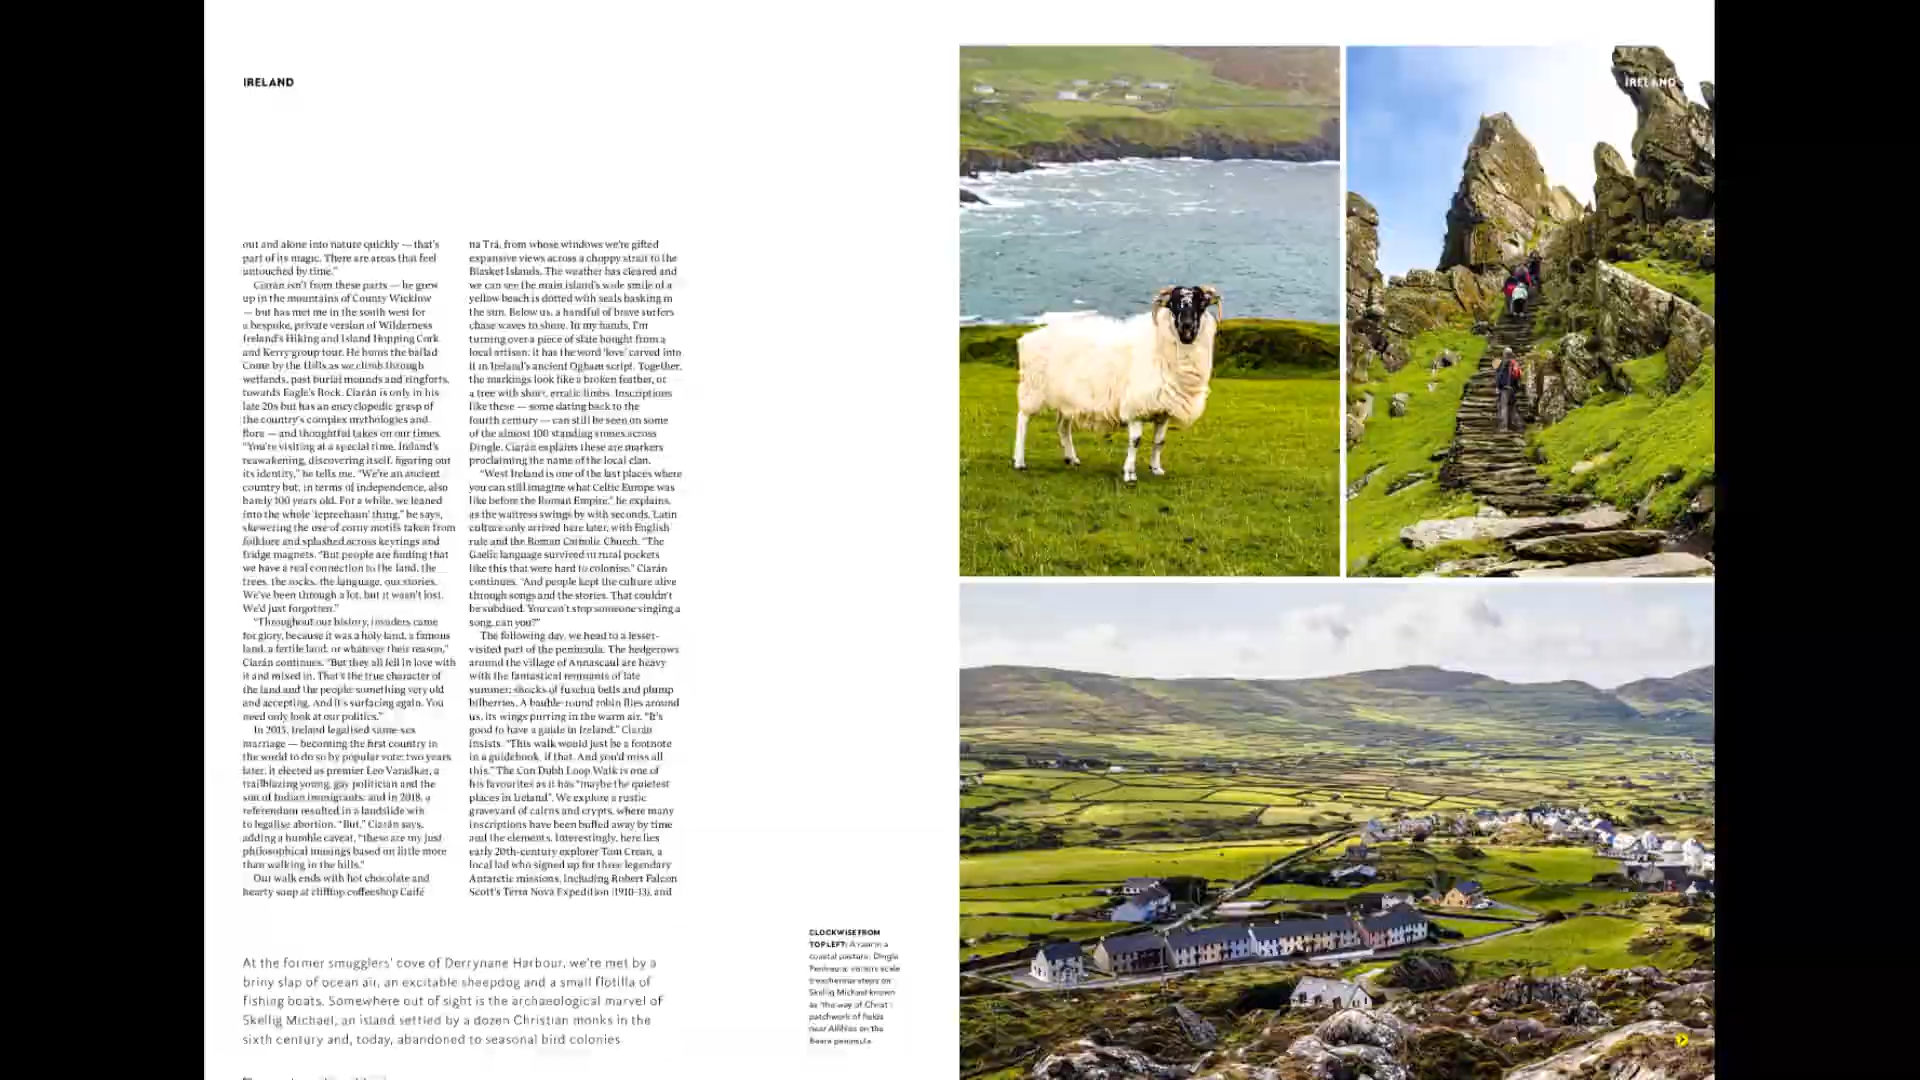 IRELAND
IRELAND
out and alone into nature quickly — that's
part of its magic. There are areas that feel
untouched by time."
Ciarán isn't from these parts — he grew
up in the mountains of County Wicklow
— but has met me in the south west for
a bespoke, private version of Wilderness
Ireland's Hiking and Island Hopping Cork
and Kerry group tour. He hums the ballad
Come by the Hills as we climb through
wetlands, past burial mounds and ringforts,
towards Eagle's Rock. Ciarán is only in his
late 20s but has an encyclopedic grasp of
the country's complex mythologies and
flora — and thoughtful takes on our times.
"You're visiting at a special time. Ireland's
reawakening, discovering itself, figuring out
its identity," he tells me. "We're an ancient
country but, in terms of independence, also
barely 100 years old. For a while, we leaned
into the whole 'leprechaun' thing," he says,
skewering the use of corny motifs taken from
folklore and splashed across keyrings and
fridge magnets. "But people are finding that
we have a real connection to the land, the
trees, the rocks, the language, our stories.
We've been through a lot, but it wasn't lost.
We'd just forgotten."
"Throughout our history, invaders came
for glory, because it was a holy land, a famous
land, a fertile land, or whatever their reason,"
Ciarán continues. "But they all fell in love with
it and mixed in. That's the true character of
the land and the people: something very old
and accepting. And it's surfacing again. You
need only look at our politics."
In 2015, Ireland legalised same-sex
marriage — becoming the first country in
the world to do so by popular vote; two years
later, it elected as premier Leo Varadkar, a
trailblazing young, gay politician and the
son of Indian immigrants; and in 2018, a
referendum resulted in a landslide win
to legalise abortion. "But," Ciarán says,
adding a humble caveat, "these are my just
philosophical musings based on little more
than walking in the hills."
Our walk ends with hot chocolate and
hearty soup at clifftop coffeeshop Caifé
na Trá, from whose windows we're gifted
expansive views across a choppy strait to the
Blasket Islands. The weather has cleared and
we can see the main island's wide smile of a
yellow beach is dotted with seals basking in
the sun. Below us, a handful of brave surfers
chase waves to shore. In my hands, I'm
turning over a piece of slate bought from a
local artisan; it has the word 'love' carved into
it in Ireland's ancient Ogham script. Together,
the markings look like a broken feather, or
a tree with short, erratic limbs. Inscriptions
like these — some dating back to the
fourth century — can still be seen on some
of the almost 100 standing stones across
Dingle. Ciarán explains these are markers
proclaiming the name of the local clan.
"West Ireland is one of the last places where
you can still imagine what Celtic Europe was
like before the Roman Empire," he explains,
as the waitress swings by with seconds. Latin
culture only arrived here later, with English
rule and the Roman Catholic Church. "The
Gaelic language survived in rural pockets
like this that were hard to colonise," Ciarán
continues. "And people kept the culture alive
through songs and the stories. That couldn't
be subdued. You can't stop someone singing a
song, can you?"
The following day, we head to a lesser-
visited part of the peninsula. The hedgerows
around the village of Annascaul are heavy
with the fantastical remnants of late
summer: shocks of fuschia bells and plump
bilberries. A bauble-round robin flies around
us, its wings purring in the warm air. "It's
good to have a guide in Ireland," Ciarán
insists. "This walk would just be a footnote
in a guidebook, if that. And you'd miss all
this." The Con Dubh Loop Walk is one of
his favourites as it has "maybe the quietest
places in Ireland". We explore a rustic
graveyard of cairns and crypts, where many
inscriptions have been buffed away by time
and the elements. Interestingly, here lies
early 20th-century explorer Tom Crean, a
local lad who signed up for three legendary
Antarctic missions, including Robert Falcon
Scott's Terra Nova Expedition (1910-13), and
At the former smugglers' cove of Derrynane Harbour, we're met by a
briny slap of ocean air, an excitable sheepdog and a small flotilla of
fishing boats. Somewhere out of sight is the archaeological marvel of
Skellig Michael, an island settled by a dozen Christian monks in the
sixth century and, today, abandoned to seasonal bird colonies
CLOCKWISE FROM
TOP LEFT: A ram in a
coastal pasture, Dingle
Peninsula; visitors scale
treacherous steps on
Skellig Michael known
as 'the way of Christ';
patchwork of fields
near Allihies on the
Beara peninsula